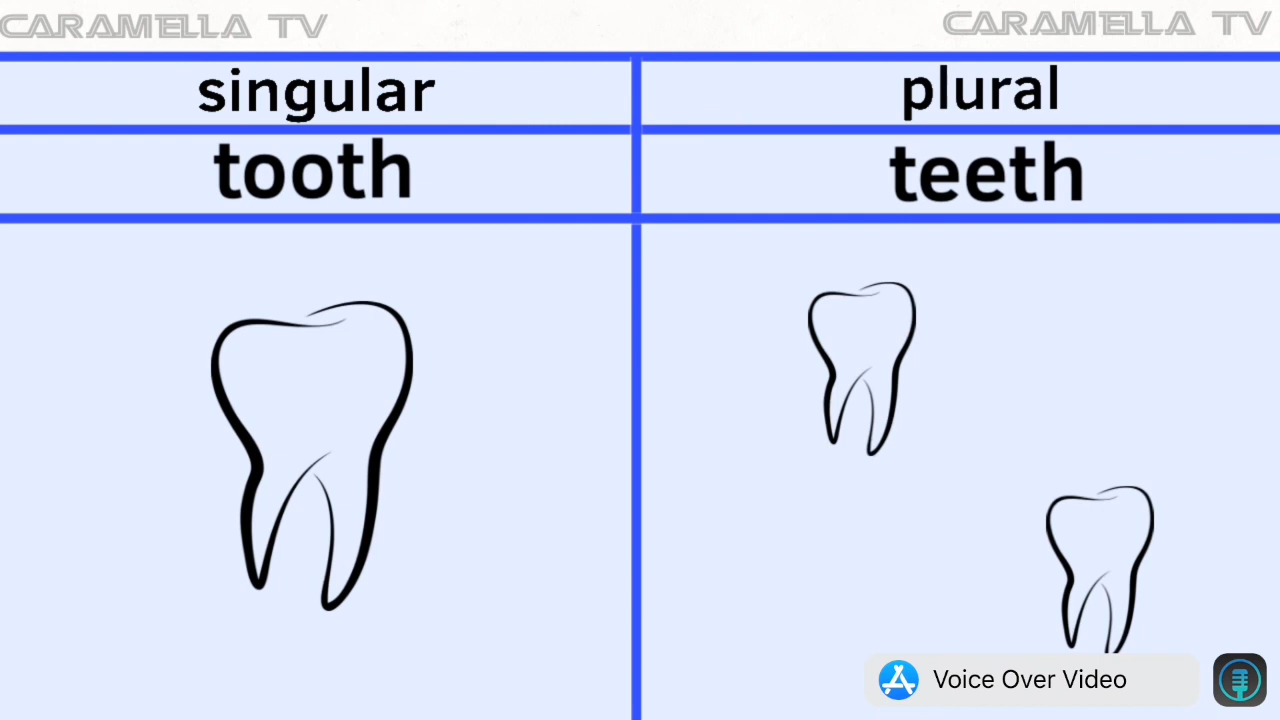 CARAMELLA TV CARAMELLA TV
singular plural
tooth teeth
Voice Over Video